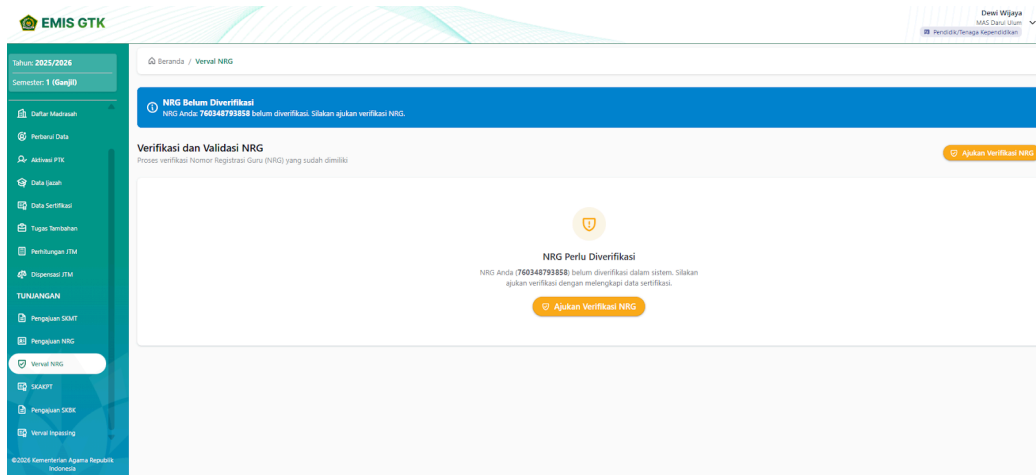 EMIS GTK
Dewi Wijaya
MAS Darul Ulum
Pendidik/Tenaga Kependidikan
Tahun: 2025/2026
Semester: 1 (Ganjil)
Daftar Madrasah
Perbarui Data
Aktivasi PTK
Data Ijazah
Data Sertifikasi
Tugas Tambahan
Perhitungan JTM
Dispensasi JTM
TUNJANGAN
Pengajuan SKMT
Pengajuan NRG
Verval NRG
SKAKPT
Pengajuan SKBK
Verval Inpassing
©2026 Kementerian Agama Republik
Indonesia
Beranda / Verval NRG
NRG Belum Diverifikasi
NRG Anda: 760348793858 belum diverifikasi. Silakan ajukan verifikasi NRG.
Verifikasi dan Validasi NRG
Proses verifikasi Nomor Registrasi Guru (NRG) yang sudah dimiliki
Ajukan Verifikasi NRG
NRG Perlu Diverifikasi
NRG Anda (760348793858) belum diverifikasi dalam sistem. Silakan
ajukan verifikasi dengan melengkapi data sertifikasi.
Ajukan Verifikasi NRG